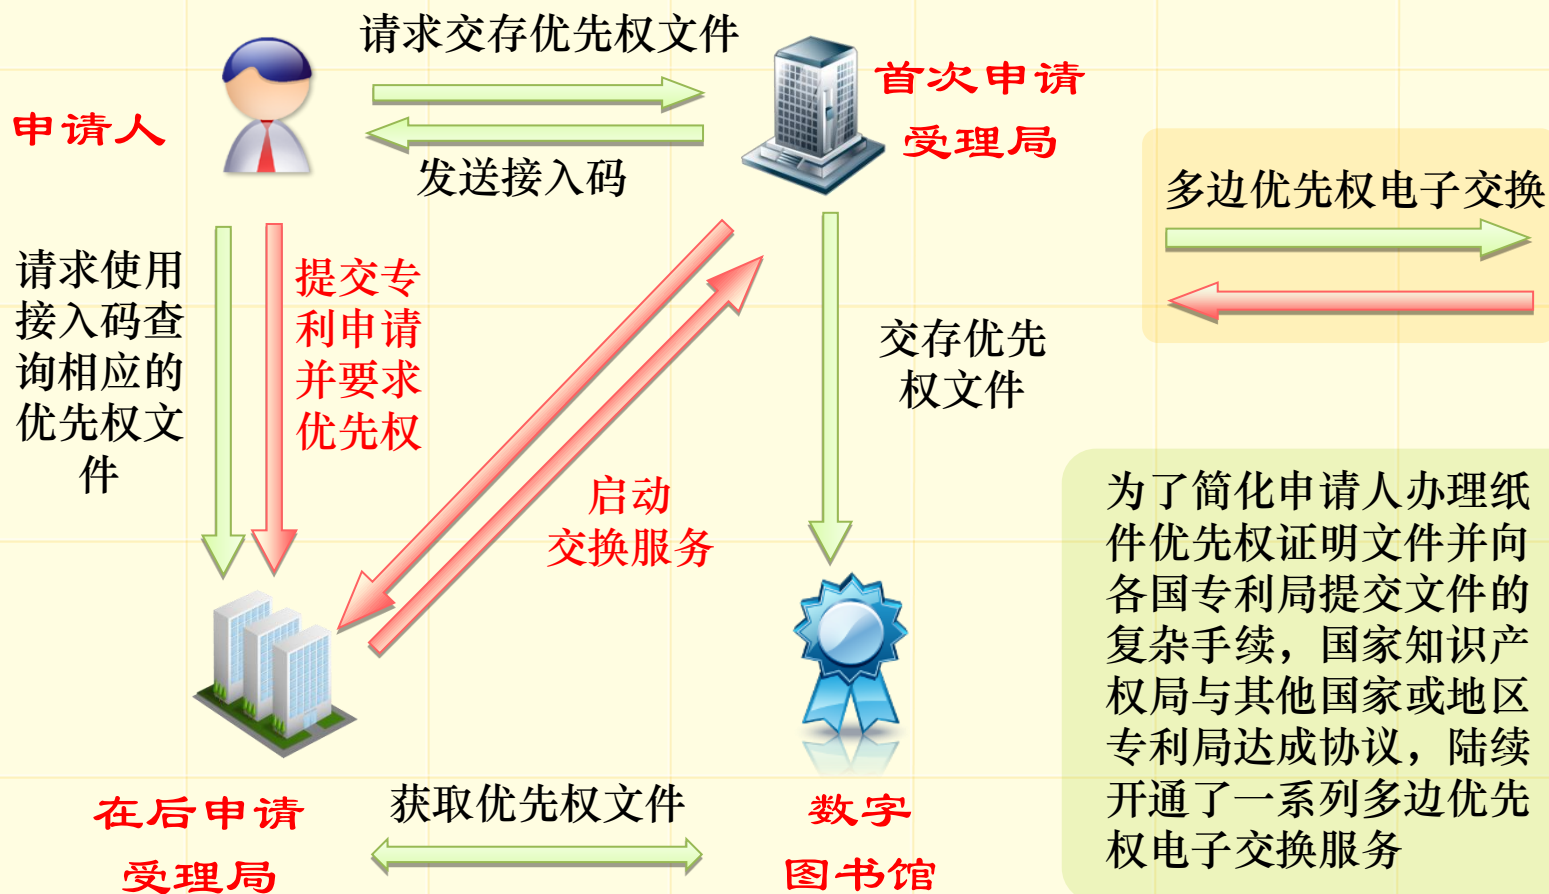 请求交存优先权文件
申请人
首次申请
受理局
发送接入码
多边优先权电子交换
请求使用
接入码查
询相应的
优先权文
件
提交专
利申请
并要求
优先权
交存优先
权文件
启动
交换服务
为了简化申请人办理纸
件优先权证明文件并向
各国专利局提交文件的
复杂手续，国家知识产
权局与其他国家或地区
专利局达成协议，陆续
开通了一系列多边优先
权电子交换服务
在后申请
受理局
获取优先权文件
数字
图书馆